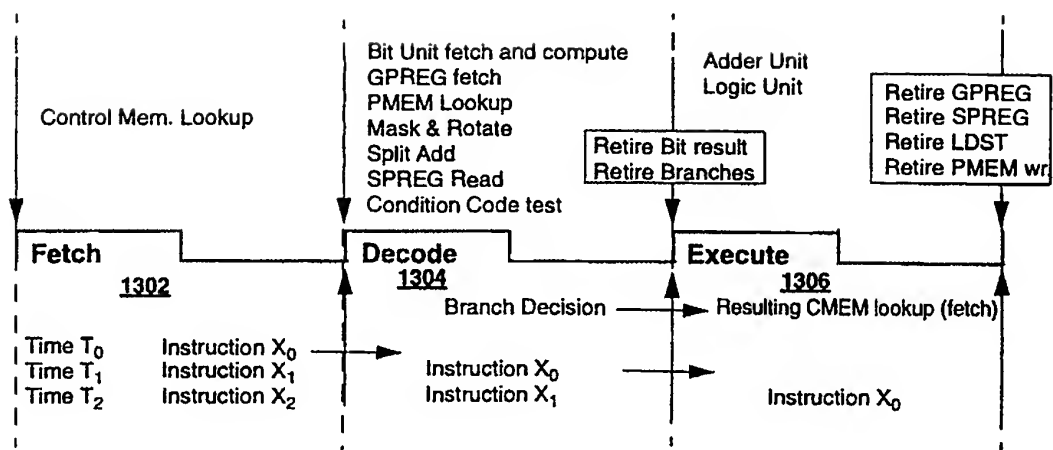 Control Mem. Lookup
Bit Unit fetch and compute
GPREG fetch
PMEM Lookup
Mask & Rotate
Split Add
SPREG Read
Condition Code test
Retire Bit result
Retire Branches
Adder Unit
Logic Unit
Retire GPREG
Retire SPREG
Retire LDST
Retire PMEM wr.
Fetch
1302
Decode
1304
Execute
1306
Branch Decision
Resulting CMEM lookup (fetch)
Time T0 Instruction X0
Time T1 Instruction X1 Instruction X0
Time T2 Instruction X2 Instruction X1 Instruction X0